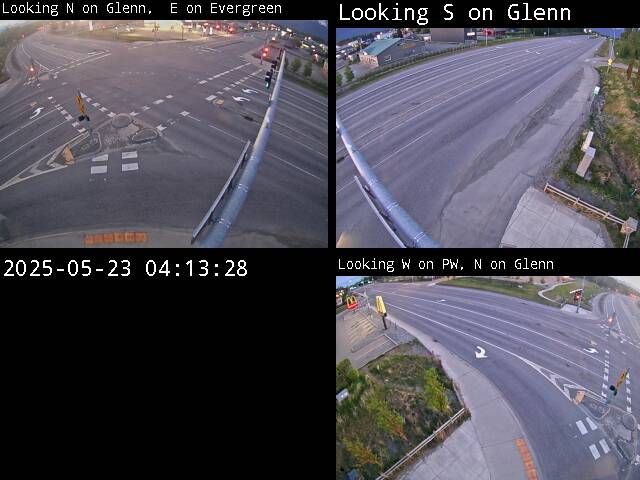 Looking N on Glenn,  E on Evergreen
Looking S on Glenn
2025-05-23 04:13:28
Looking W on PW, N on Glenn